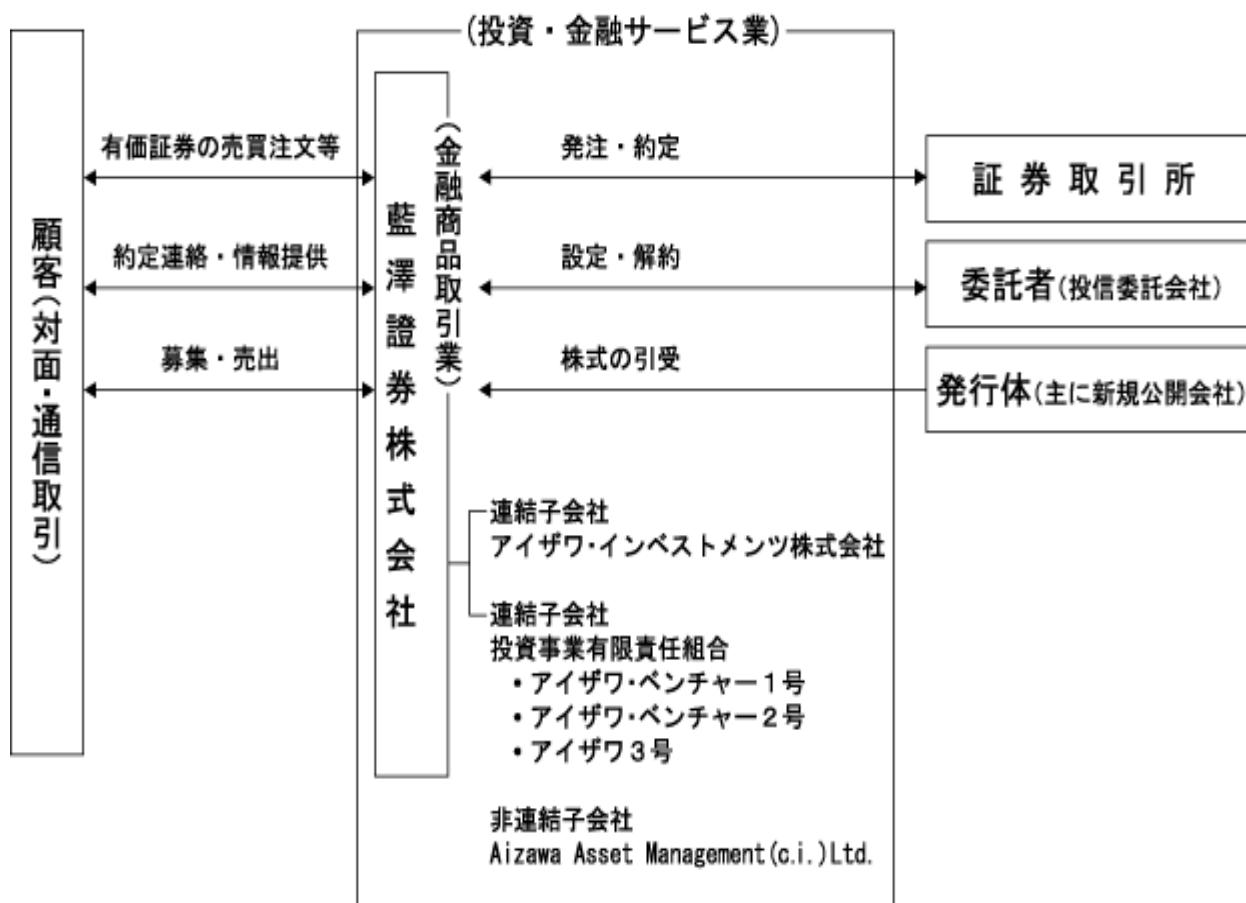 (投資・金融サービス業)
顧客(対面・通信取引)
有価証券の売買注文等
約定連絡・情報提供
募集・売出
藍澤證券株式会社
(金融商品取引業)
発注・約定
設定・解約
株式の引受
証券取引所
委託者(投信委託会社)
発行体(主に新規公開会社)
連結子会社
アイザワ・インベストメンツ株式会社
連結子会社
投資事業有限責任組合
・アイザワ・ベンチャー１号
・アイザワ・ベンチャー２号
・アイザワ３号
非連結子会社
Aizawa Asset Management(c.i.)Ltd.